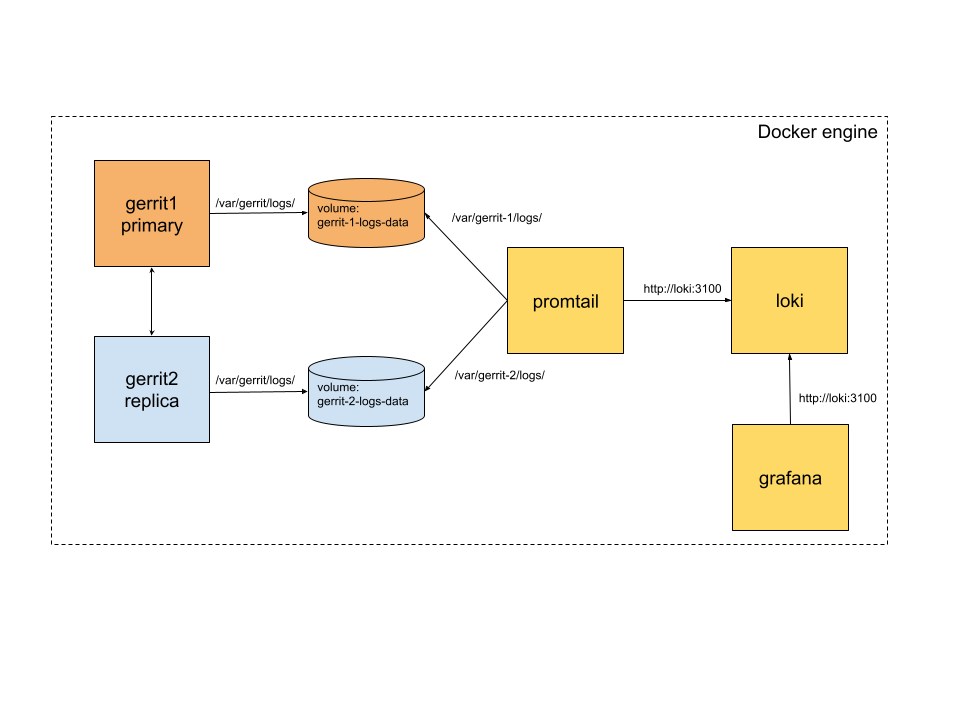 Docker engine
gerrit1
primary
/var/gerrit/logs/
volume:
gerrit-1-logs-data
/var/gerrit-1/logs/
promtail
http://loki:3100
loki
gerrit2
replica
/var/gerrit/logs/
volume:
gerrit-2-logs-data
/var/gerrit-2/logs/
http://loki:3100
grafana